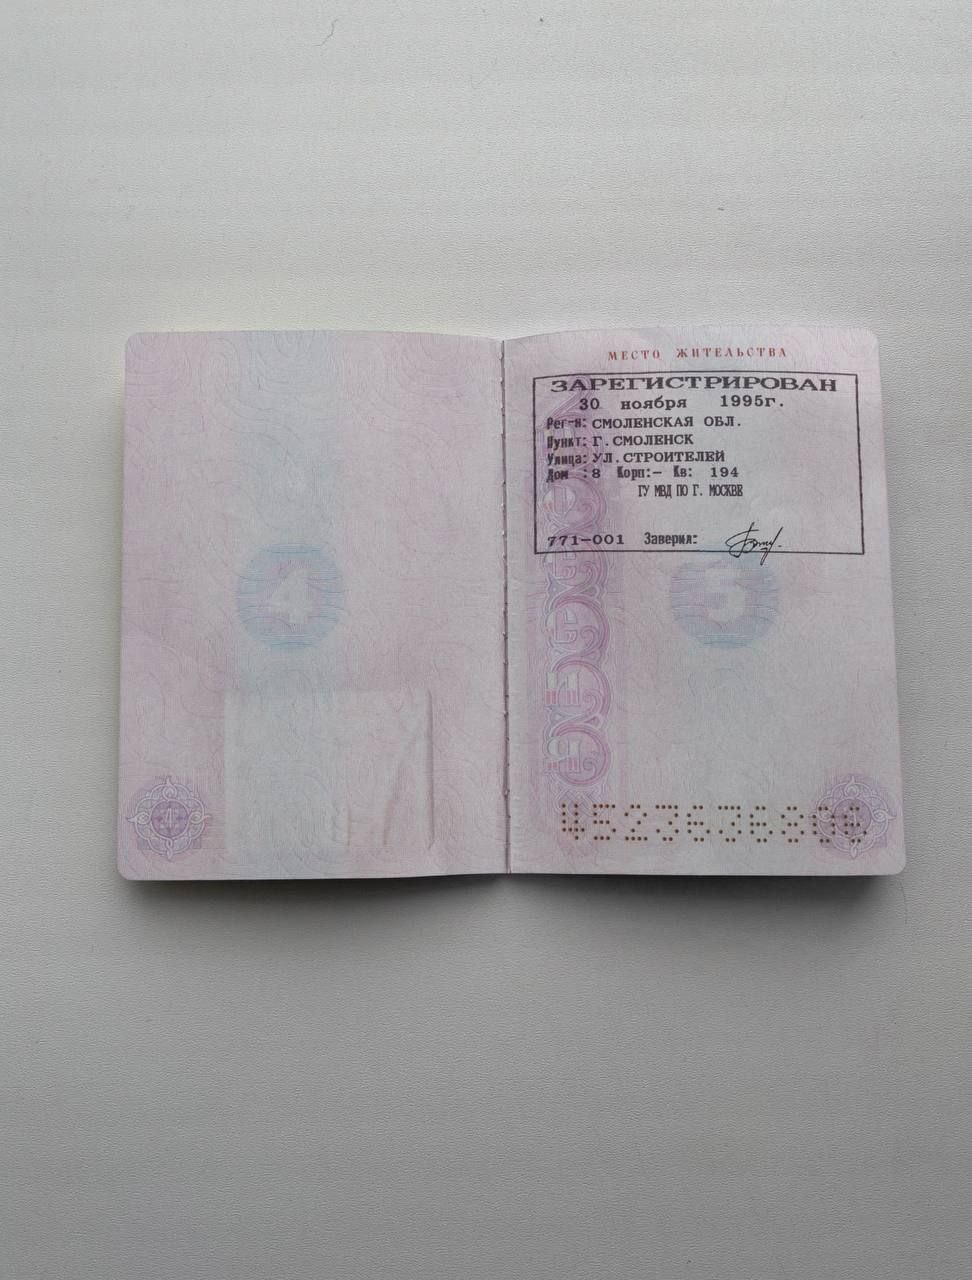 МЕСТО ЖИТЕЛЬСТВА
ЗАРЕГИСТРИРОВАН
30 ноября 1995г.
Рег-н: СМОЛЕНСКАЯ ОБЛ.
Пункт: Г.СМОЛЕНСК
Улица: УЛ.СТРОИТЕЛЕЙ
Дом :8 Корп:- Кв: 194
ГУ МВД ПО Г. МОСКВЕ
771-001 Заверил:
4 5
4523636806